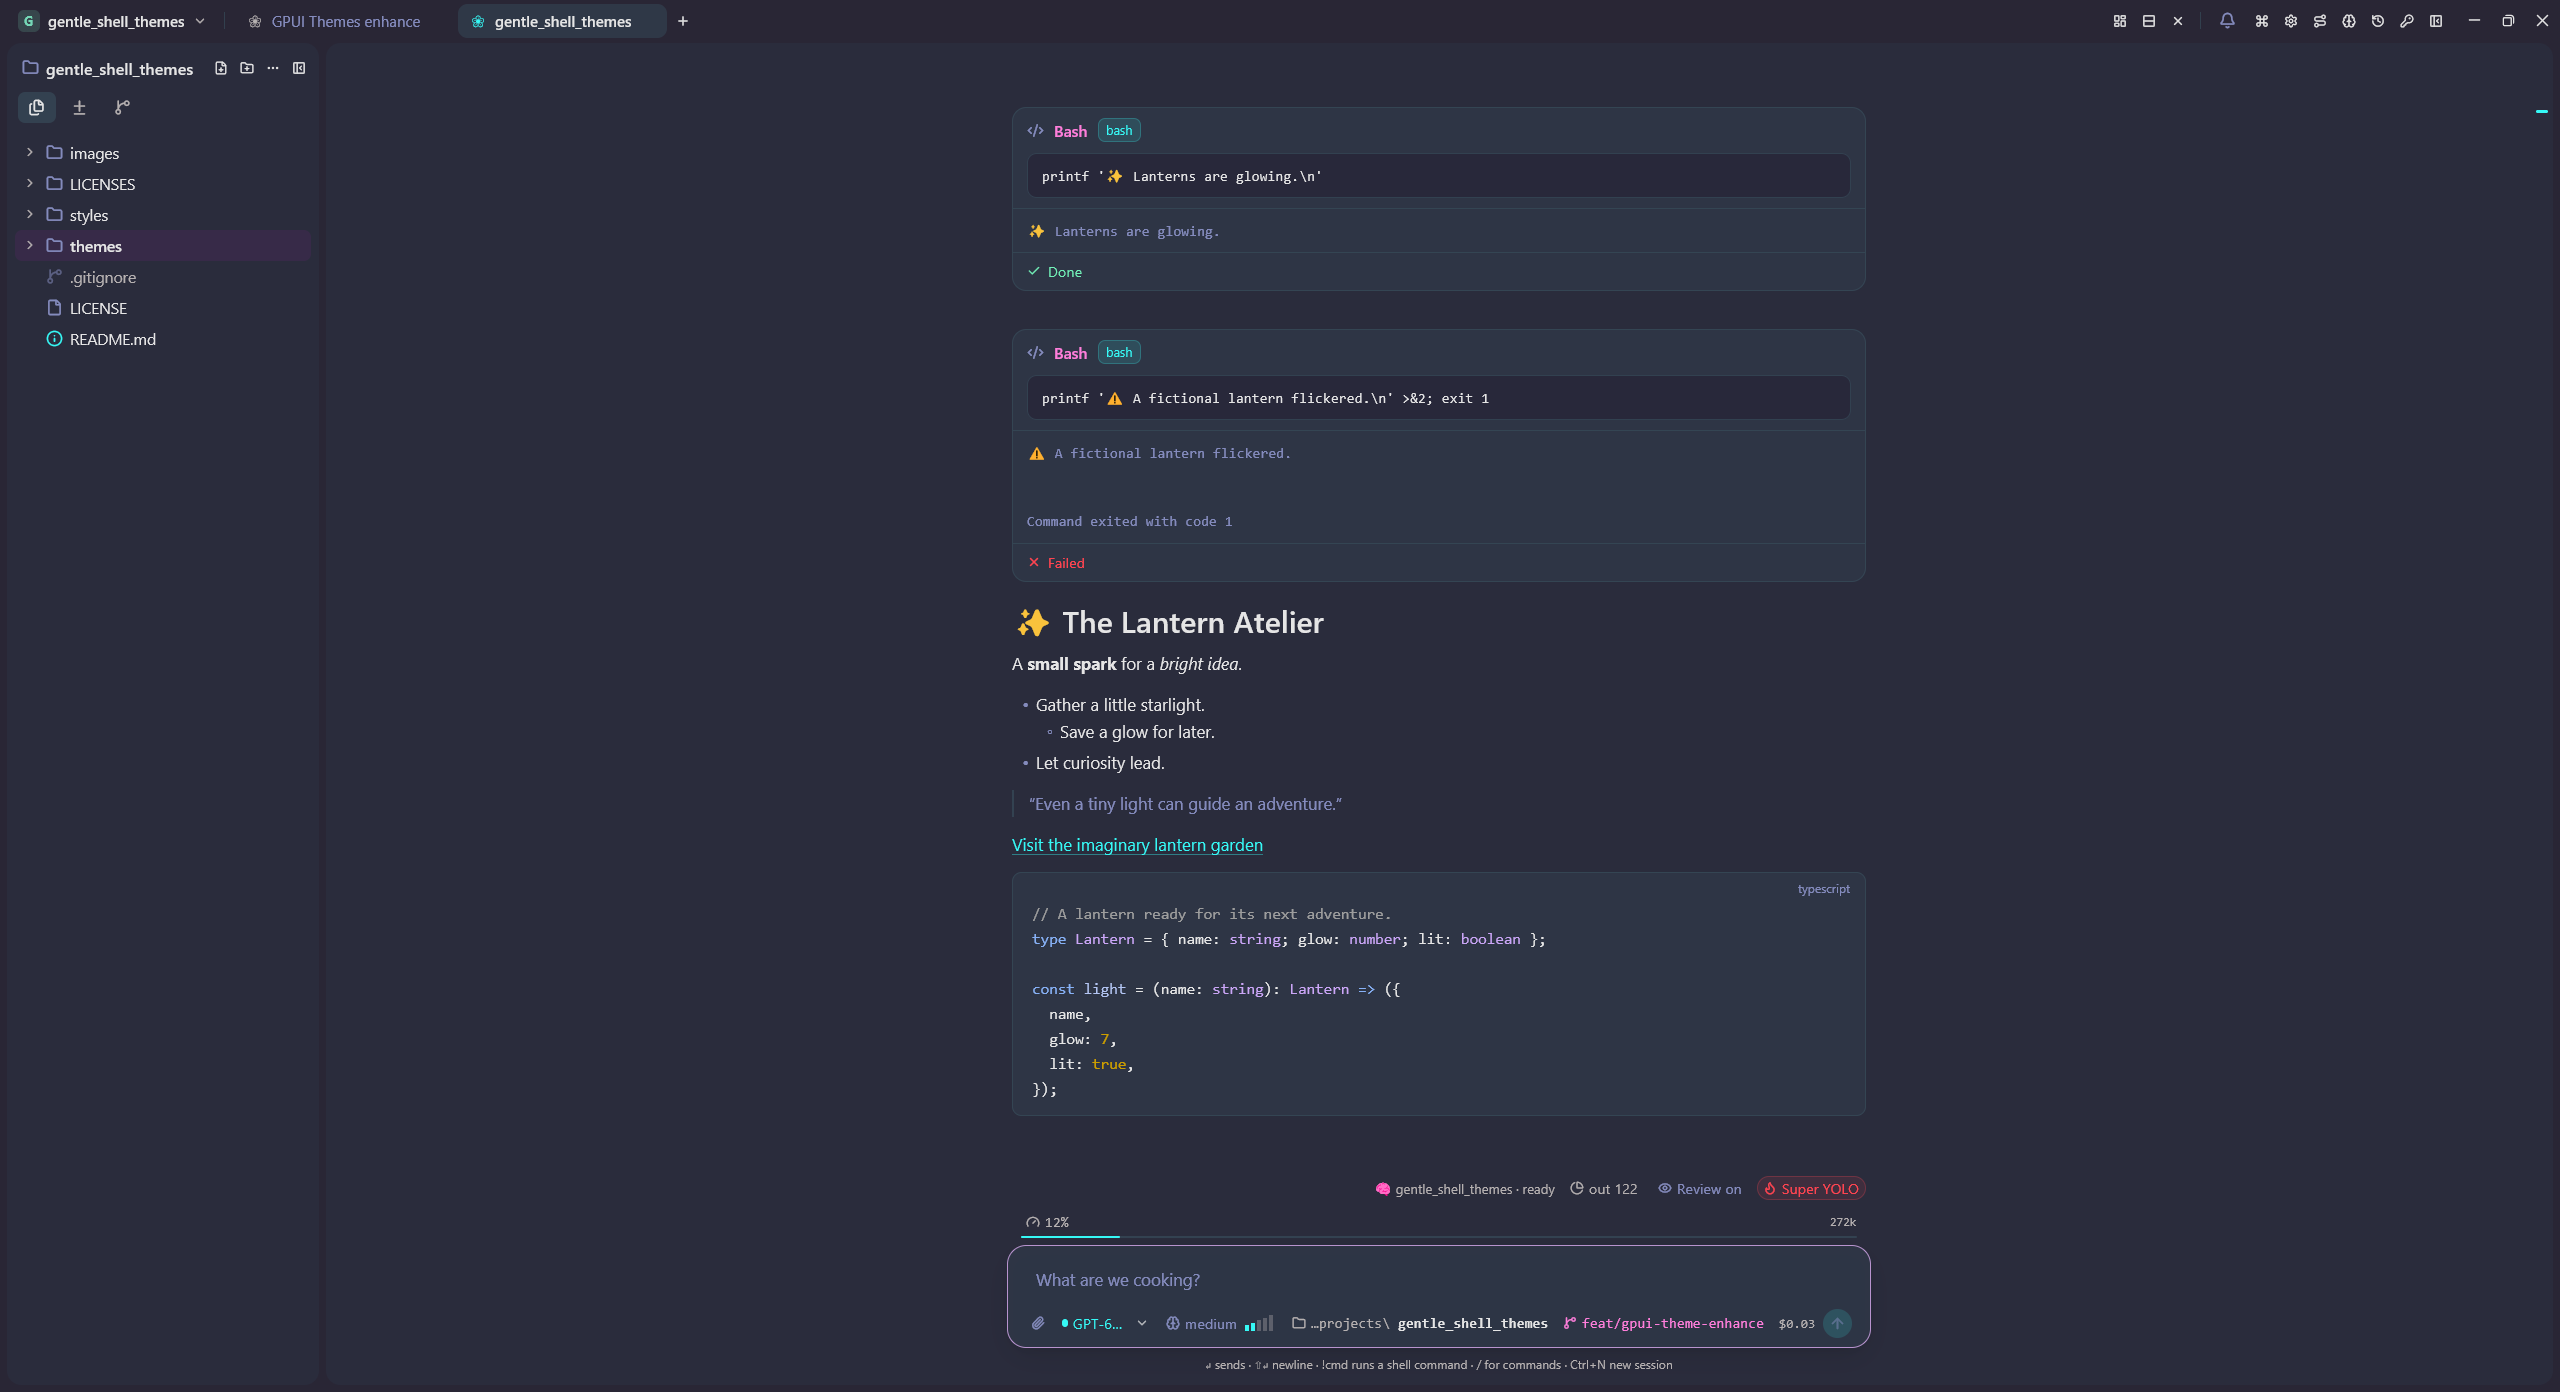 G gentle_shell_themes
GPUI Themes enhance
gentle_shell_themes
gentle_shell_themes
images
LICENSES
styles
themes
.gitignore
LICENSE
README.md
Bash bash
printf '✨ Lanterns are glowing.\n'
✨ Lanterns are glowing.
Done
Bash bash
printf '⚠️ A fictional lantern flickered.\n' >&2; exit 1
⚠️ A fictional lantern flickered.
Command exited with code 1
Failed
✨ The Lantern Atelier
A small spark for a bright idea.
• Gather a little starlight.
◦ Save a glow for later.
• Let curiosity lead.
“Even a tiny light can guide an adventure.”
Visit the imaginary lantern garden
typescript
// A lantern ready for its next adventure.
type Lantern = { name: string; glow: number; lit: boolean };
const light = (name: string): Lantern => ({
name,
glow: 7,
lit: true,
});
gentle_shell_themes · ready out 122 Review on Super YOLO
12% 272k
What are we cooking?
GPT-6... medium …projects\ gentle_shell_themes feat/gpui-theme-enhance $0.03
↲ sends · ⇧↲ newline · !cmd runs a shell command · / for commands · Ctrl+N new session